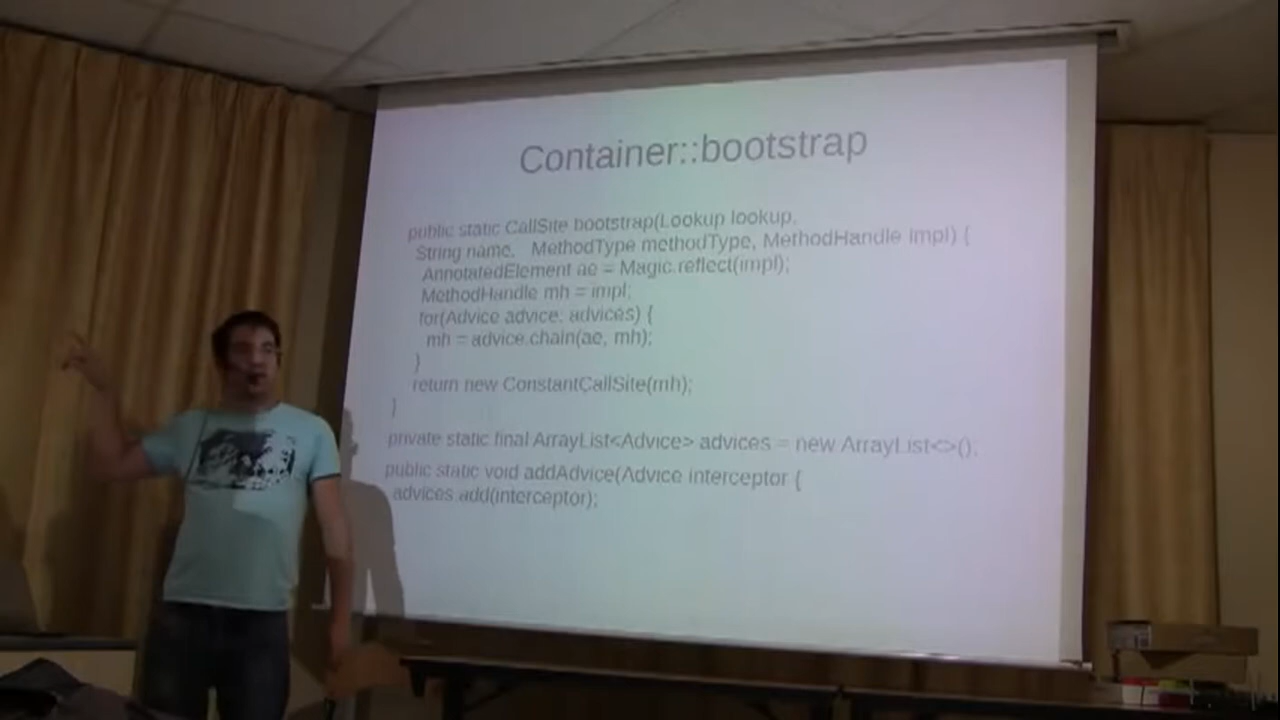 Container::bootstrap
public static CallSite bootstrap(Lookup lookup,
String name, MethodType methodType, MethodHandle impl) {
AnnotatedElement ae = Magic.reflect(impl);
MethodHandle mh = impl;
for(Advice advice: advices) {
mh = advice.chain(ae, mh);
}
return new ConstantCallSite(mh);
}
private static final ArrayList<Advice> advices = new ArrayList<>();
public static void addAdvice(Advice interceptor {
advices.add(interceptor);